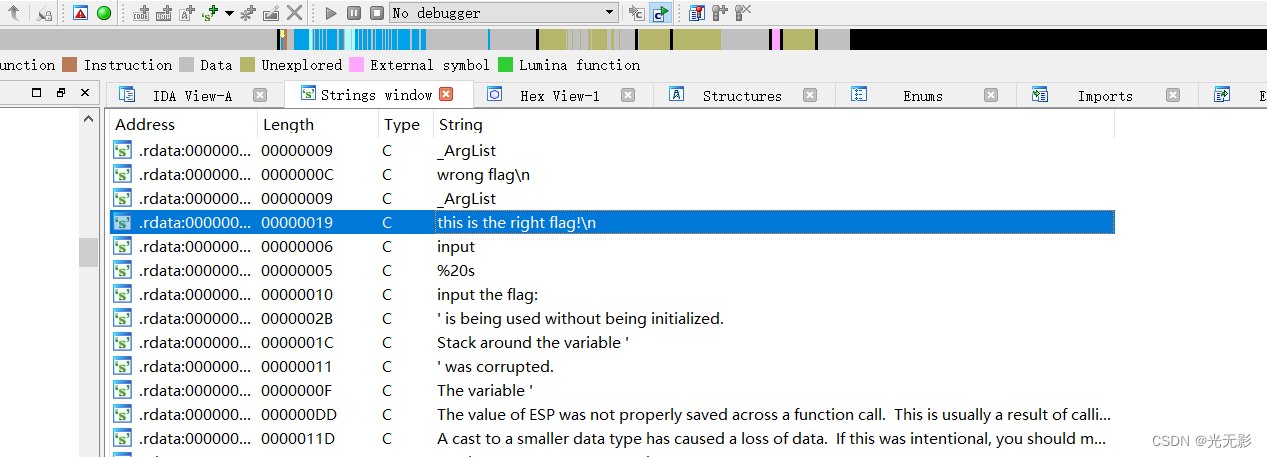 No debugger
unction Instruction Data Unexplored External symbol Lumina function
IDA View-A Strings window Hex View-1 Structures Enums Imports E
Address Length Type String
.rdata:000000... 00000009 C _ArgList
.rdata:000000... 0000000C C wrong flag\n
.rdata:000000... 00000009 C _ArgList
.rdata:000000... 00000019 C this is the right flag!\n
.rdata:000000... 00000006 C input
.rdata:000000... 00000005 C %20s
.rdata:000000... 00000010 C input the flag:
.rdata:000000... 0000002B C ' is being used without being initialized.
.rdata:000000... 0000001C C Stack around the variable '
.rdata:000000... 00000011 C ' was corrupted.
.rdata:000000... 0000000F C The variable '
.rdata:000000... 000000DD C The value of ESP was not properly saved across a function call. This is usually a result of calli...
.rdata:000000... 0000011D C A cast to a smaller data type has caused a loss of data. If this was intentional, you should m...
CSDN @光无影